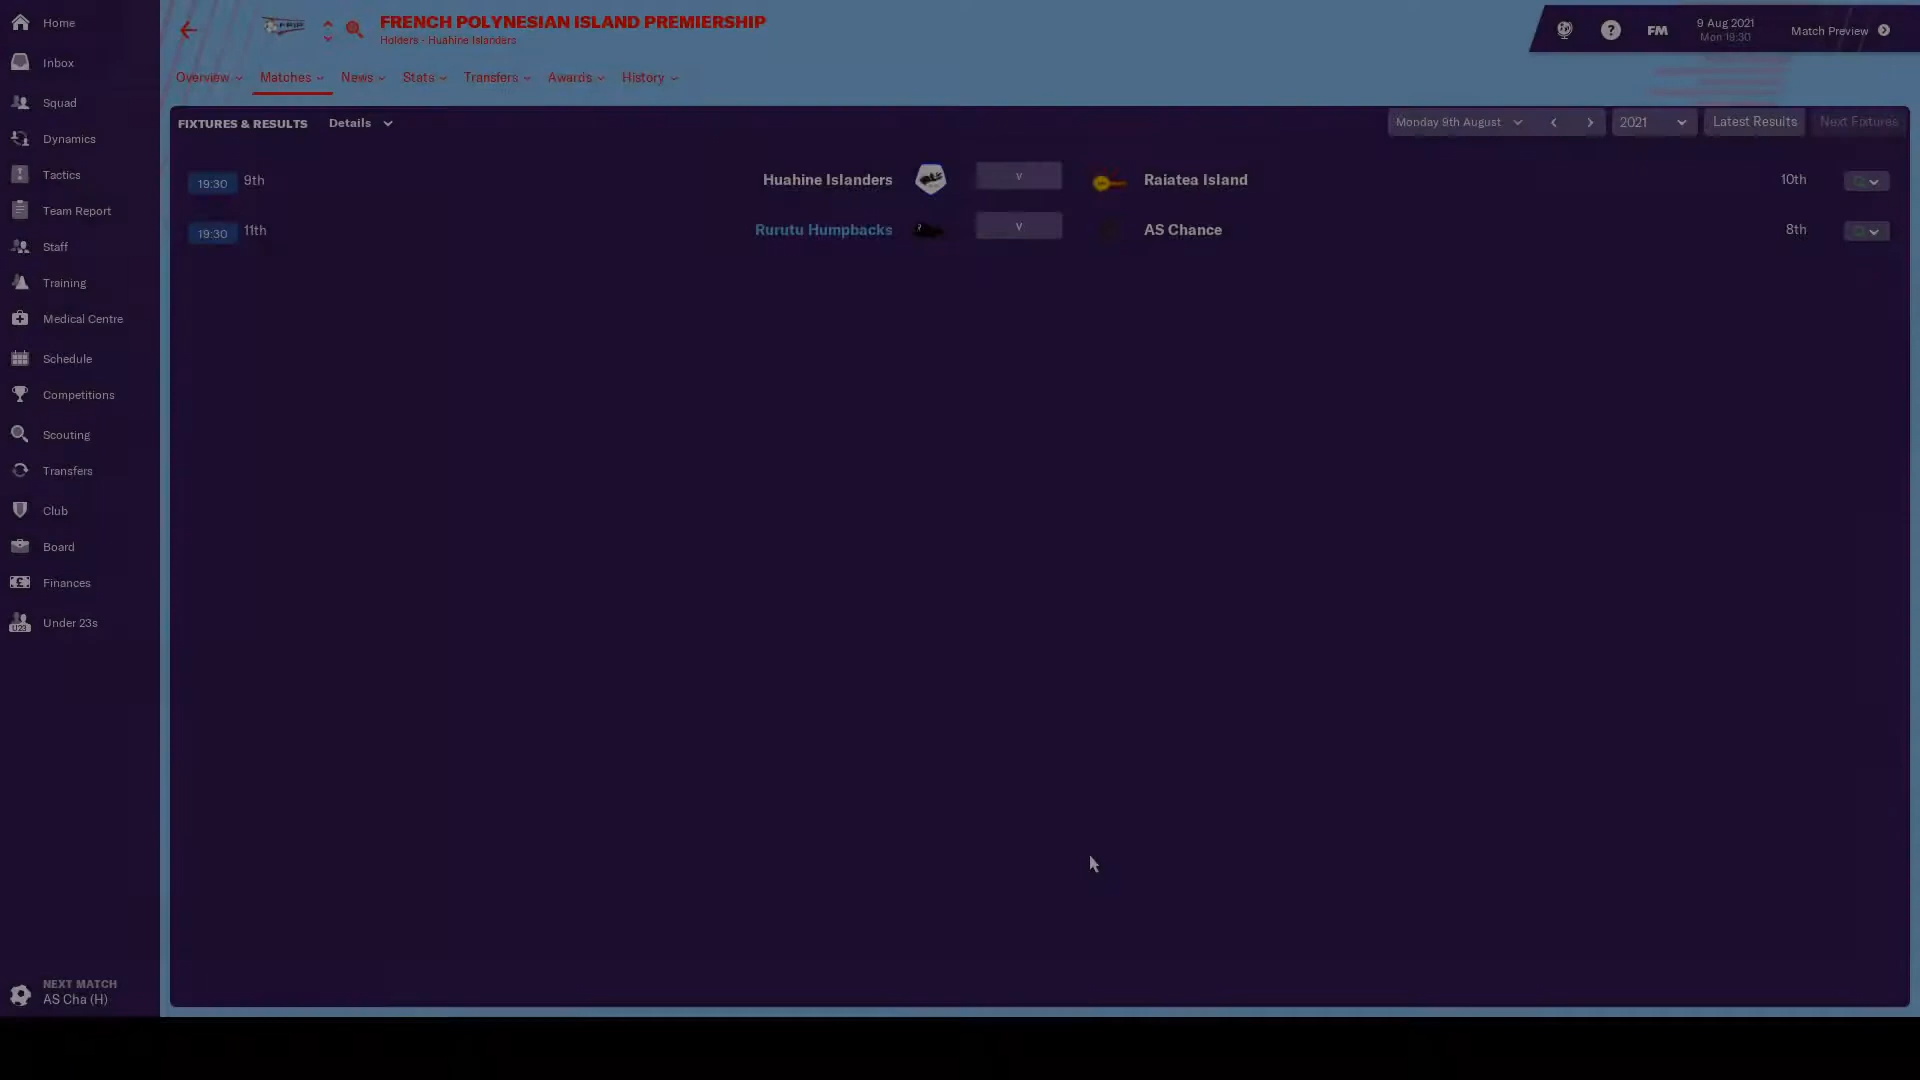 Home
Inbox
Squad
Dynamics
Tactics
Team Report
Staff
Training
Medical Centre
Schedule
Competitions
Scouting
Transfers
Club
Board
Finances
Under 23s
NEXT MATCH
AS Cha (H)
FRENCH POLYNESIAN ISLAND PREMIERSHIP
Holders - Huahine Islanders
FM
9 Aug 2021
Mon 19:30
Match Preview
Overview Matches News Stats Transfers Awards History
FIXTURES & RESULTS Details Monday 9th August 2021 Latest Results Next Fixtures
19:30 9th Huahine Islanders v Raiatea Island 10th
19:30 11th Rurutu Humpbacks v AS Chance 8th